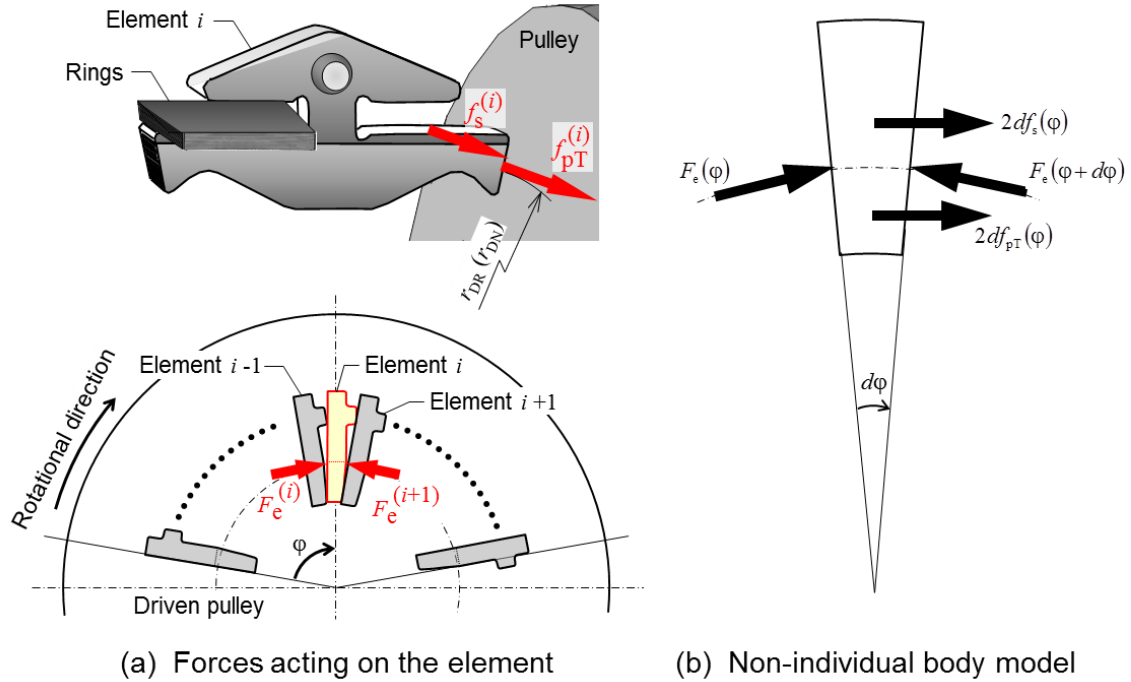 Element i
Pulley
Rings
f_s^(i)
f_pT^(i)
r_DR (r_DN)
Rotational direction
Element i -1
Element i
Element i +1
F_e^(i)
F_e^(i+1)
φ
Driven pulley
(a) Forces acting on the element
2df_s(φ)
F_e(φ)
F_e(φ + dφ)
2df_pT(φ)
dφ
(b) Non-individual body model